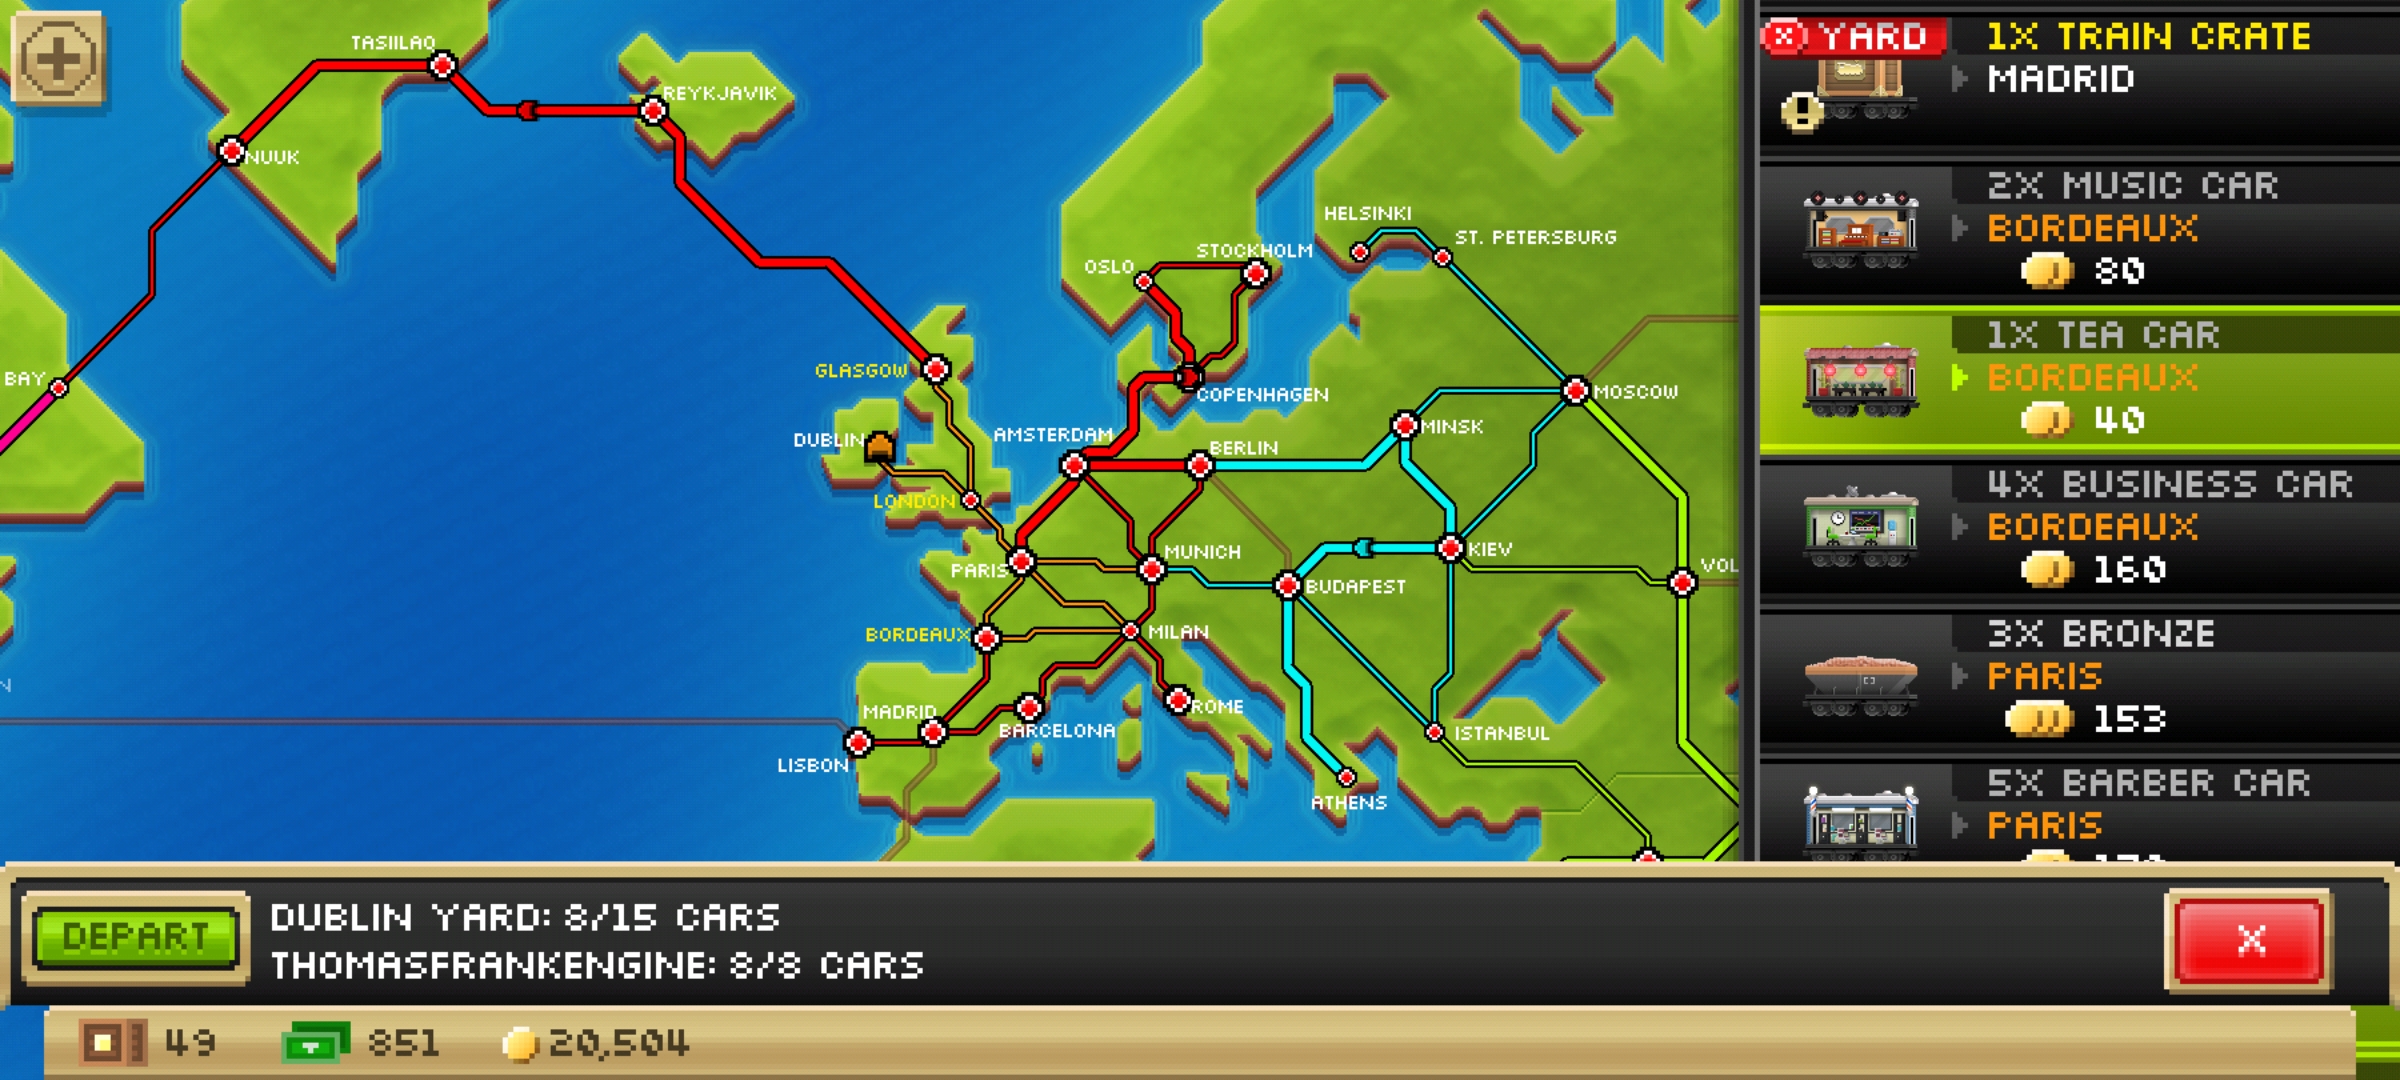 TASIILAQ
REYKJAVIK
NUUK
HELSINKI
ST. PETERSBURG
STOCKHOLM
OSLO
GLASGOW
BAY
COPENHAGEN
MOSCOW
DUBLIN
AMSTERDAM
BERLIN
MINSK
LONDON
PARIS
MUNICH
KIEV
VOL
BUDAPEST
BORDEAUX
MILAN
N
MADRID
ROME
BARCELONA
ISTANBUL
LISBON
ATHENS
X YARD
1X TRAIN CRATE
MADRID
!
2X MUSIC CAR
BORDEAUX
80
1X TEA CAR
BORDEAUX
40
4X BUSINESS CAR
BORDEAUX
160
3X BRONZE
PARIS
153
5X BARBER CAR
PARIS
DEPART
DUBLIN YARD: 8/15 CARS
THOMASFRANKENGINE: 8/8 CARS
X
49
851
20,504